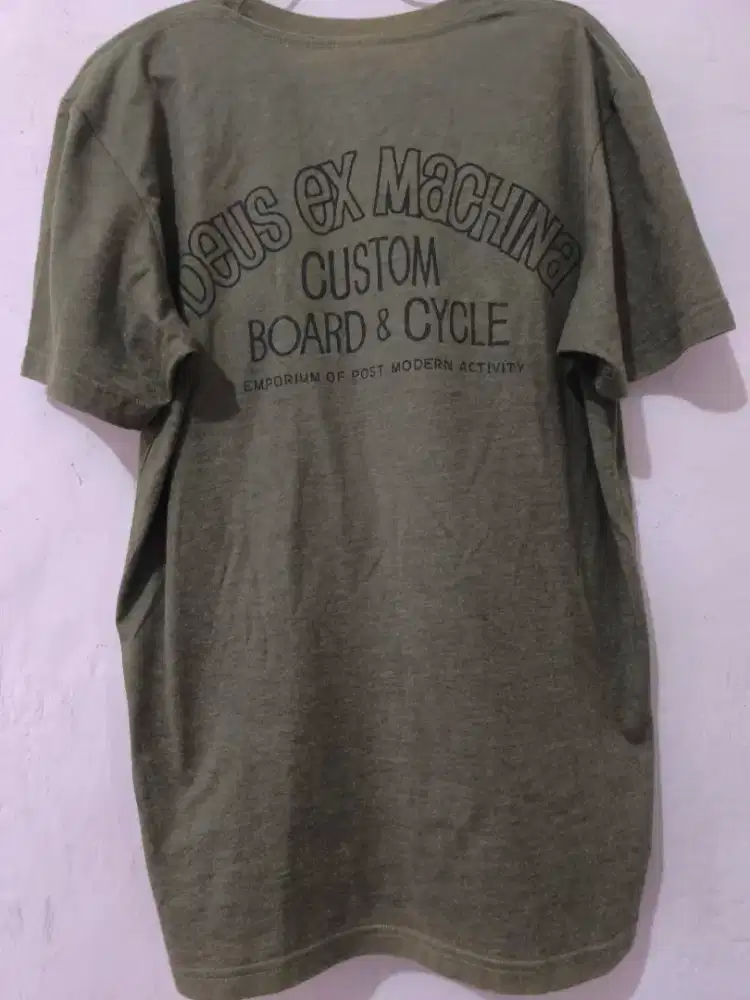 Deus ex Machina
CUSTOM
BOARD & CYCLE
EMPORIUM OF POST MODERN ACTIVITY